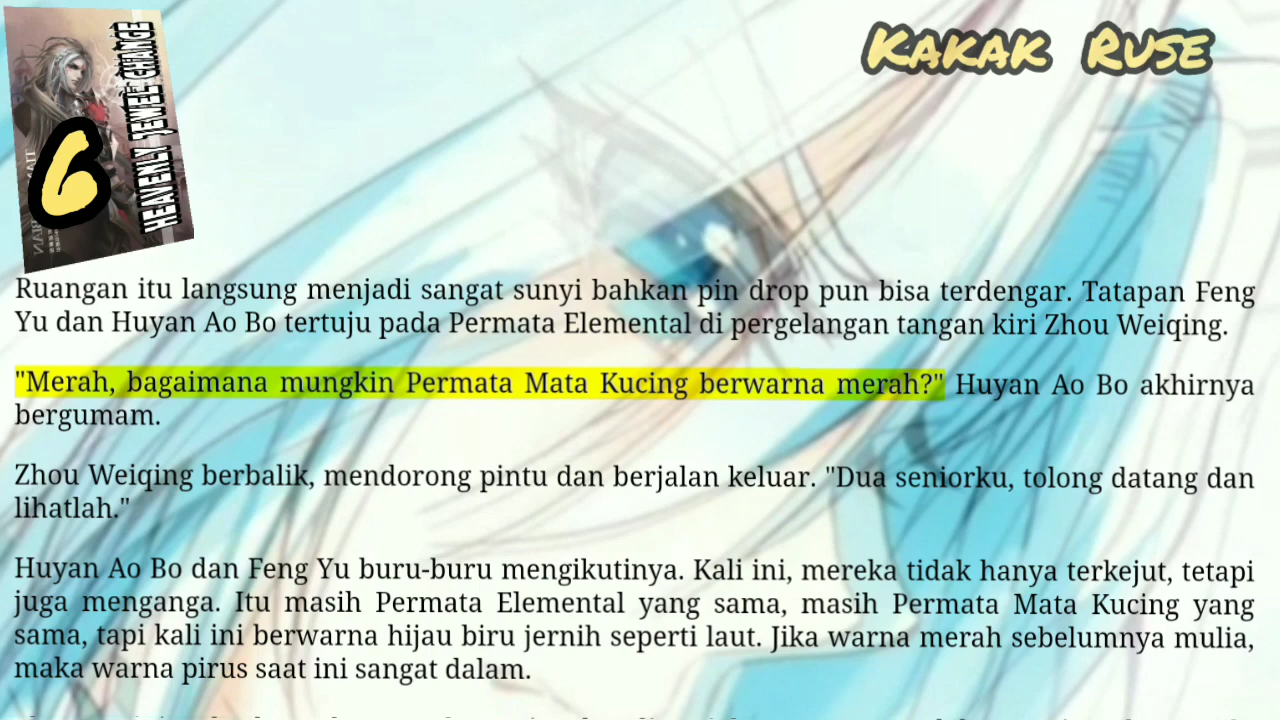 Kakak Ruse
HEAVENLY JEWEL CHANGE
6
Ruangan itu langsung menjadi sangat sunyi bahkan pin drop pun bisa terdengar. Tatapan Feng
Yu dan Huyan Ao Bo tertuju pada Permata Elemental di pergelangan tangan kiri Zhou Weiqing.
"Merah, bagaimana mungkin Permata Mata Kucing berwarna merah?" Huyan Ao Bo akhirnya
bergumam.
Zhou Weiqing berbalik, mendorong pintu dan berjalan keluar. "Dua seniorku, tolong datang dan
lihatlah."
Huyan Ao Bo dan Feng Yu buru-buru mengikutinya. Kali ini, mereka tidak hanya terkejut, tetapi
juga menganga. Itu masih Permata Elemental yang sama, masih Permata Mata Kucing yang
sama, tapi kali ini berwarna hijau biru jernih seperti laut. Jika warna merah sebelumnya mulia,
maka warna pirus saat ini sangat dalam.